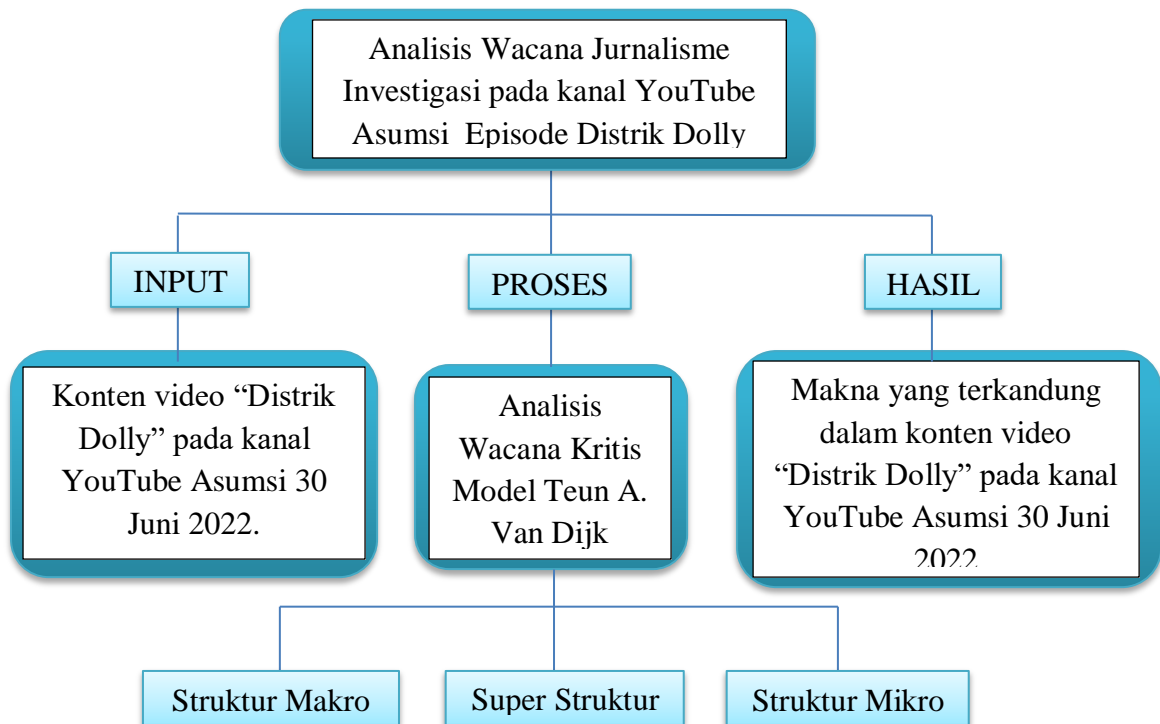 Analisis Wacana Jurnalisme
Investigasi pada kanal YouTube
Asumsi Episode Distrik Dolly
INPUT
PROSES
HASIL
Konten video “Distrik
Dolly” pada kanal
YouTube Asumsi 30
Juni 2022.
Analisis
Wacana Kritis
Model Teun A.
Van Dijk
Makna yang terkandung
dalam konten video
“Distrik Dolly” pada kanal
YouTube Asumsi 30 Juni
2022
Struktur Makro
Super Struktur
Struktur Mikro